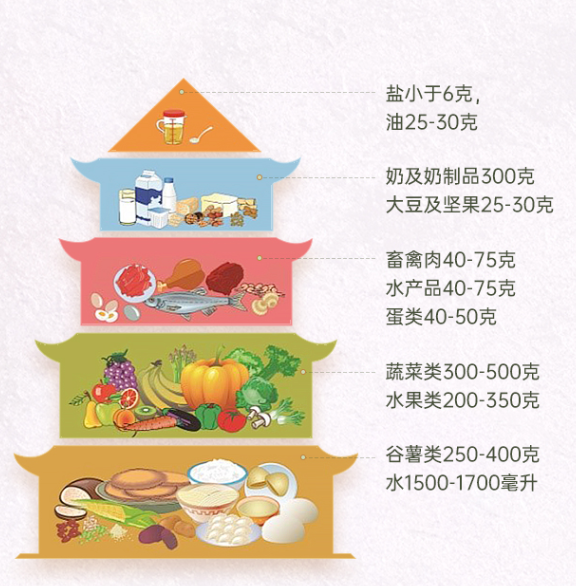 盐小于6克,
油25-30克
奶及奶制品300克
大豆及坚果25-30克
畜禽肉40-75克
水产品40-75克
蛋类40-50克
蔬菜类300-500克
水果类200-350克
谷薯类250-400克
水1500-1700毫升